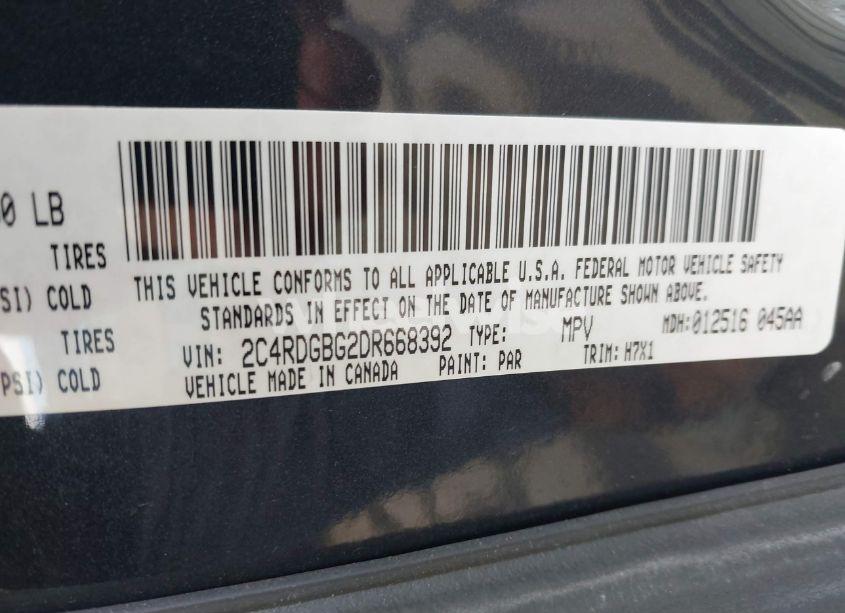 0 LB
TIRES
SI) COLD
TIRES
PSI) COLD
THIS VEHICLE CONFORMS TO ALL APPLICABLE U.S.A. FEDERAL MOTOR VEHICLE SAFETY
STANDARDS IN EFFECT ON THE DATE OF MANUFACTURE SHOWN ABOVE.
VIN: 2C4RDGBG2DR668392 TYPE: MPV MDH: 012516 045AA
VEHICLE MADE IN CANADA PAINT: PAR TRIM: H7X1